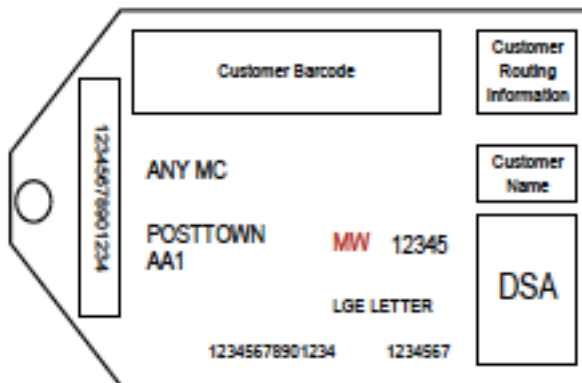 Customer Barcode
Customer
Routing
Information
12345678901234
ANY MC
Customer
Name
POSTTOWN
AA1
MW 12345
DSA
LGE LETTER
12345678901234 1234567